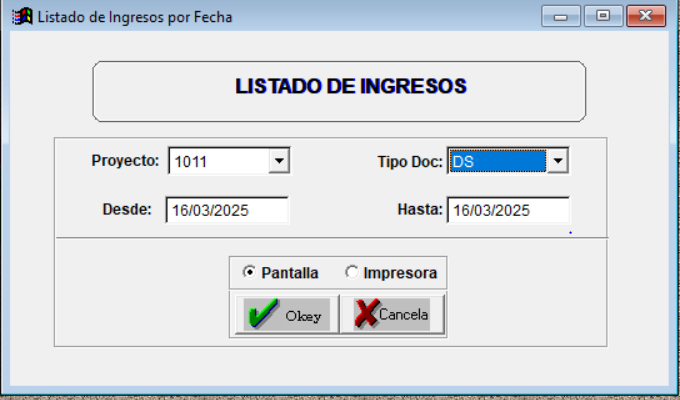 Listado de Ingresos por Fecha
LISTADO DE INGRESOS
Proyecto: 1011 Tipo Doc: DS
Desde: 16/03/2025 Hasta: 16/03/2025
Pantalla Impresora
Okey Cancela